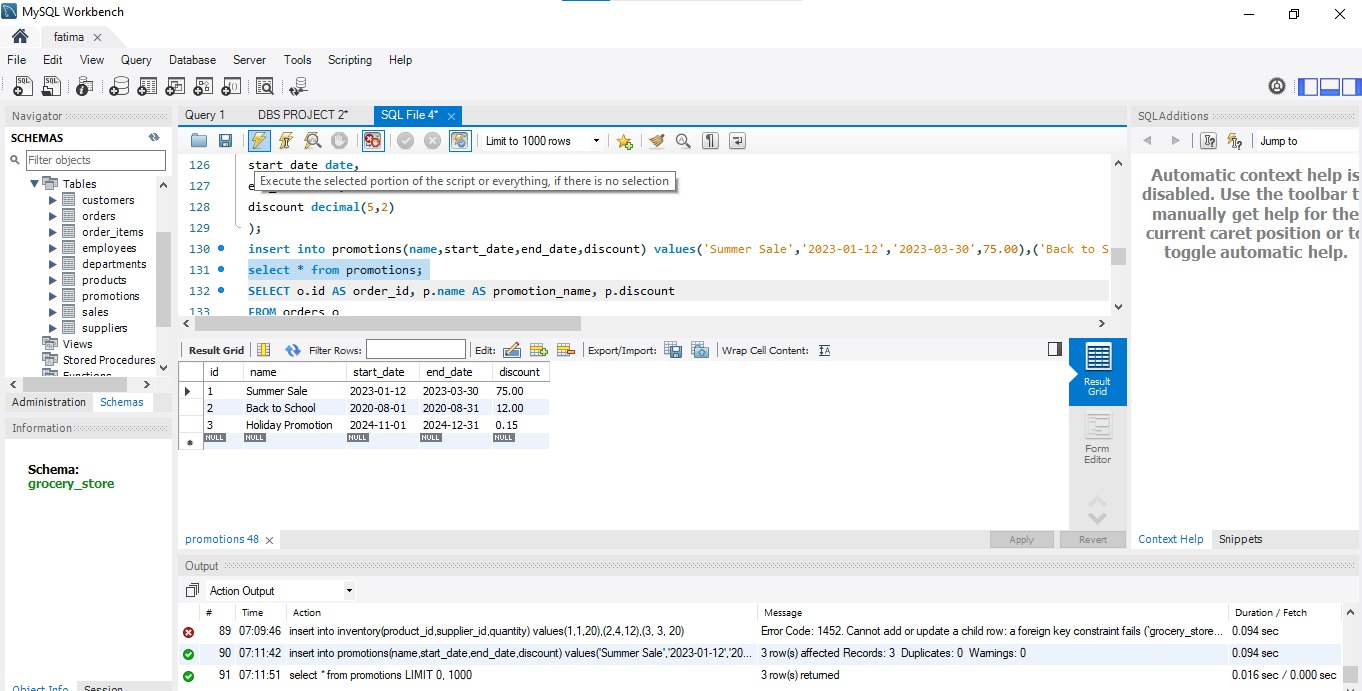 MySQL Workbench
fatima
File Edit View Query Database Server Tools Scripting Help
Navigator
SCHEMAS
Filter objects
Tables
customers
orders
order_items
employees
departments
products
promotions
sales
suppliers
Views
Stored Procedures
Functions
Administration Schemas
Information
Schema:
grocery_store
Object Info Session
Query 1 DBS PROJECT 2* SQL File 4*
Limit to 1000 rows
126 start date date,
Execute the selected portion of the script or everything, if there is no selection
127
128 discount decimal(5,2)
129 );
130 insert into promotions(name,start_date,end_date,discount) values('Summer Sale','2023-01-12','2023-03-30',75.00),('Back to S
131 select * from promotions;
132 SELECT o.id AS order_id, p.name AS promotion_name, p.discount
133 FROM orders o
Result Grid Filter Rows: Edit: Export/Import: Wrap Cell Content:
id name start_date end_date discount
1 Summer Sale 2023-01-12 2023-03-30 75.00
2 Back to School 2020-08-01 2020-08-31 12.00
3 Holiday Promotion 2024-11-01 2024-12-31 0.15
NULL NULL NULL NULL NULL
Result
Grid
Form
Editor
promotions 48
Apply Revert
Output
Action Output
# Time Action Message Duration / Fetch
89 07:09:46 insert into inventory(product_id,supplier_id,quantity) values(1,1,20),(2,4,12),(3, 3, 20) Error Code: 1452. Cannot add or update a child row: a foreign key constraint fails (`grocery_store... 0.094 sec
90 07:11:42 insert into promotions(name,start_date,end_date,discount) values('Summer Sale','2023-01-12','20... 3 row(s) affected Records: 3 Duplicates: 0 Warnings: 0 0.094 sec
91 07:11:51 select * from promotions LIMIT 0, 1000 3 row(s) returned 0.016 sec / 0.000 sec
SQLAdditions
Jump to
Automatic context help is
disabled. Use the toolbar t
manually get help for the
current caret position or to
toggle automatic help.
Context Help Snippets